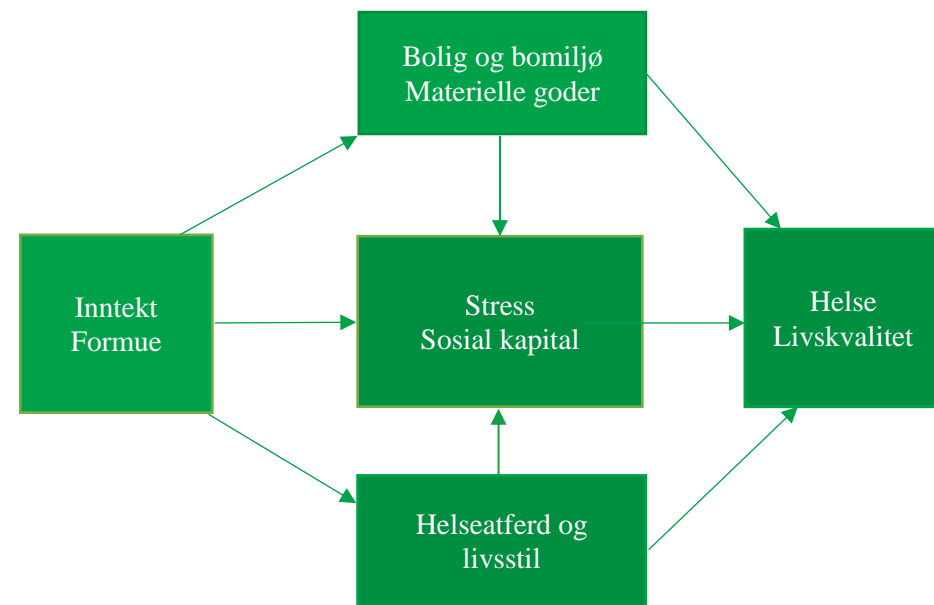 Bolig og bomiljø
Materielle goder
Inntekt
Formue
Stress
Sosial kapital
Helse
Livskvalitet
Helseatferd og
livsstil